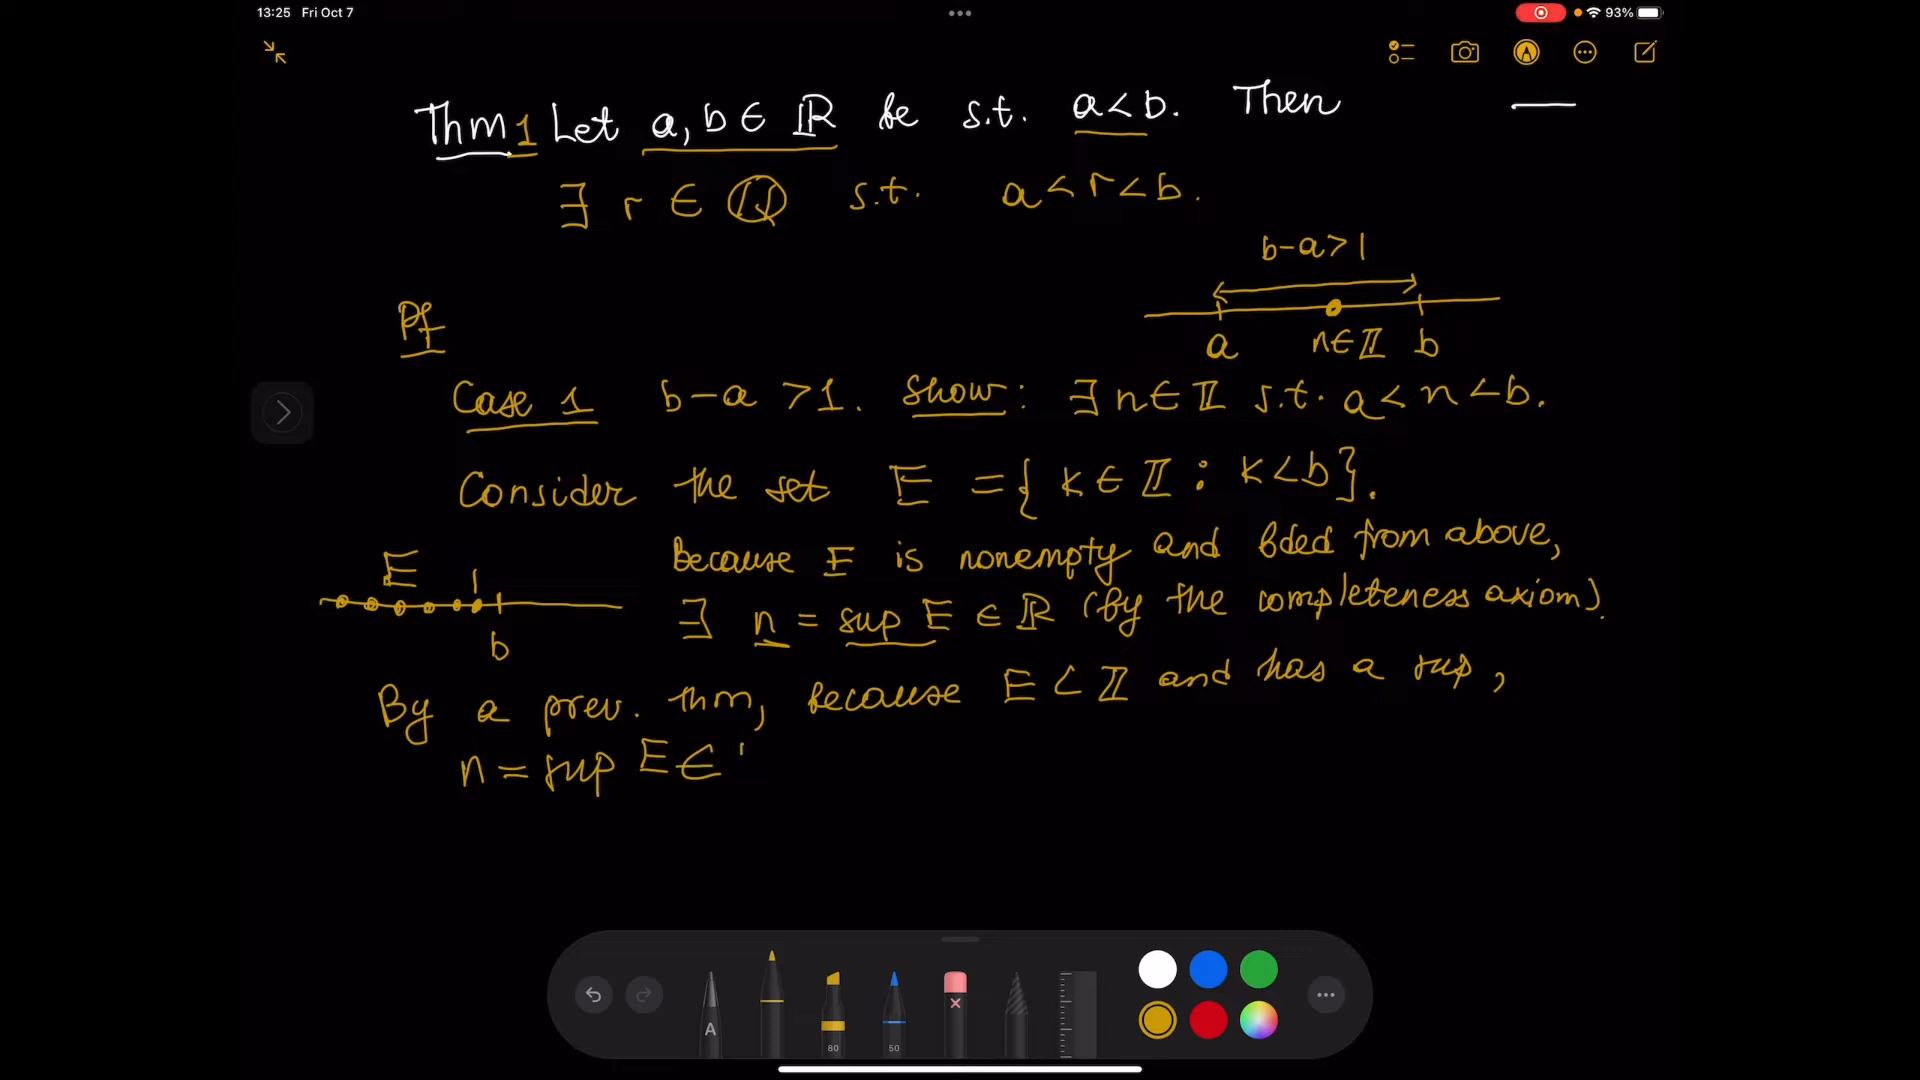 13:25 Fri Oct 7 93%
Thm 1 Let a, b ∈ ℝ be s.t. a < b. Then
∃ r ∈ ℚ s.t. a < r < b.
b-a > 1
Pf
a n ∈ ℤ b
Case 1 b-a > 1. Show: ∃ n ∈ ℤ s.t. a < n < b.
Consider the set E = { k ∈ ℤ : k < b }.
Because E is nonempty and bded from above,
E
∃ n = sup E ∈ ℝ (by the completeness axiom).
b
By a prev. thm, because E ⊂ ℤ and has a sup,
n = sup E ∈
A 80 50